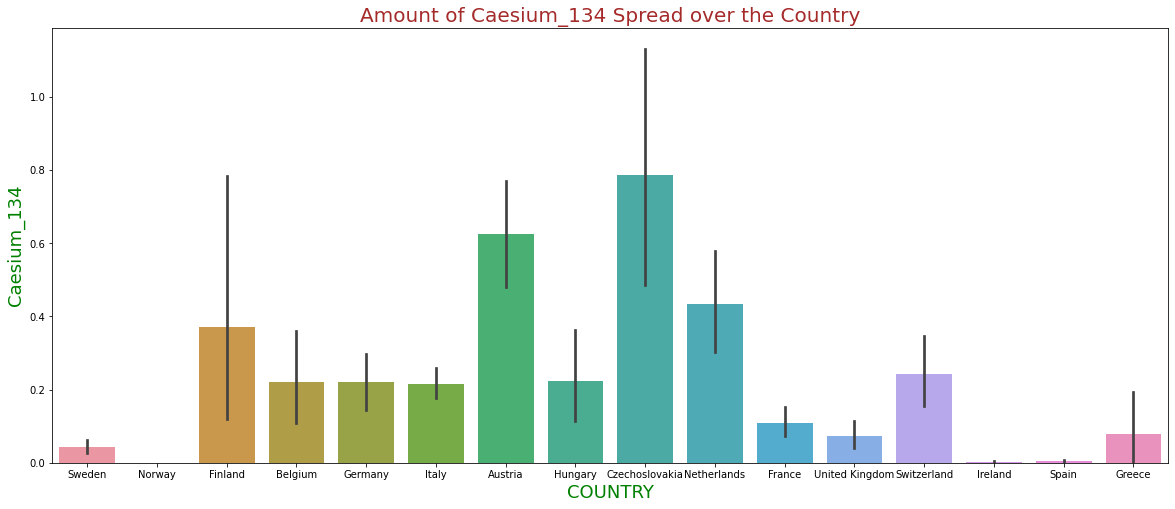 Amount of Caesium_134 Spread over the Country
Caesium_134
1.0
0.8
0.6
0.4
0.2
0.0
Sweden Norway Finland Belgium Germany Italy Austria Hungary Czechoslovakia Netherlands France United Kingdom Switzerland Ireland Spain Greece
COUNTRY